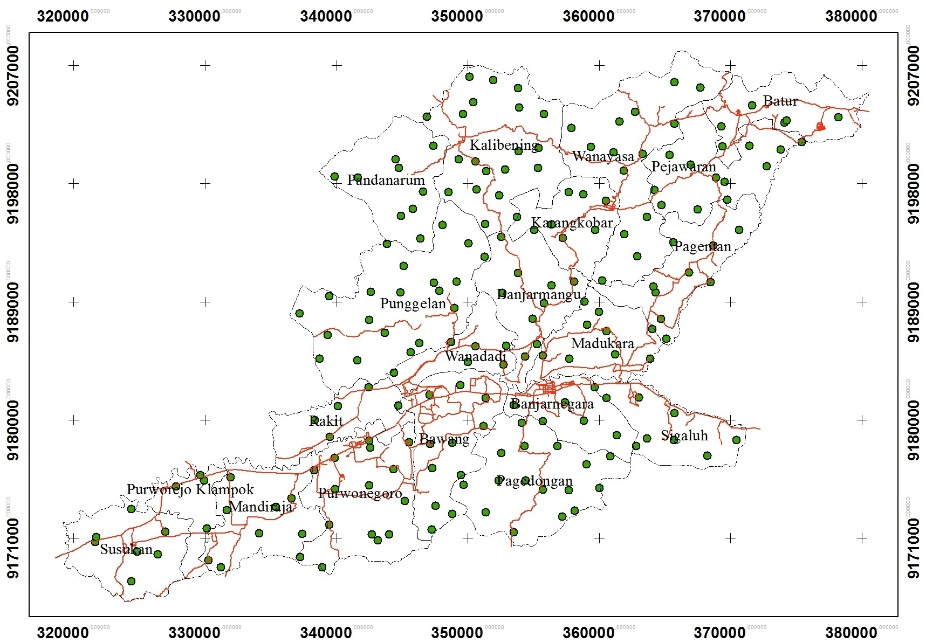 320000 330000 340000 350000 360000 370000 380000
9207000 9207000
Batur
Kalibening
Wanayasa
Pejawaran
Pandanarum
9198000 9198000
Karangkobar
Pagentan
Banjarmangu
Punggelan
9189000 9189000
Madukara
Wanadadi
Banjarnegara
Rakit
9180000 9180000
Sigaluh
Bawang
Pagedongan
Purworejo Klampok
Purwonegoro
Mandiraja
9171000 9171000
Susukan
320000 330000 340000 350000 360000 370000 380000